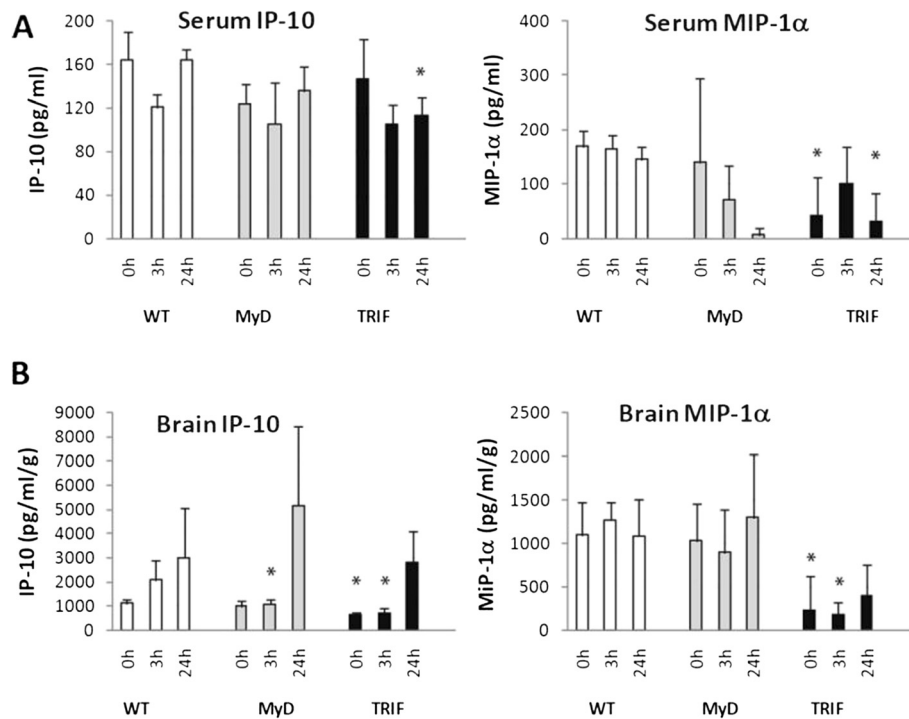 A
Serum IP-10
IP-10 (pg/ml)
200
160
120
80
40
0
*
0h 3h 24h 0h 3h 24h 0h 3h 24h
WT MyD TRIF
Serum MIP-1α
MIP-1α (pg/ml)
400
300
200
100
0
* *
0h 3h 24h 0h 3h 24h 0h 3h 24h
WT MyD TRIF
B
Brain IP-10
IP-10 (pg/ml/g)
9000
8000
7000
6000
5000
4000
3000
2000
1000
0
* * *
0h 3h 24h 0h 3h 24h 0h 3h 24h
WT MyD TRIF
Brain MIP-1α
MiP-1α (pg/ml/g)
2500
2000
1500
1000
500
0
* *
0h 3h 24h 0h 3h 24h 0h 3h 24h
WT MyD TRIF